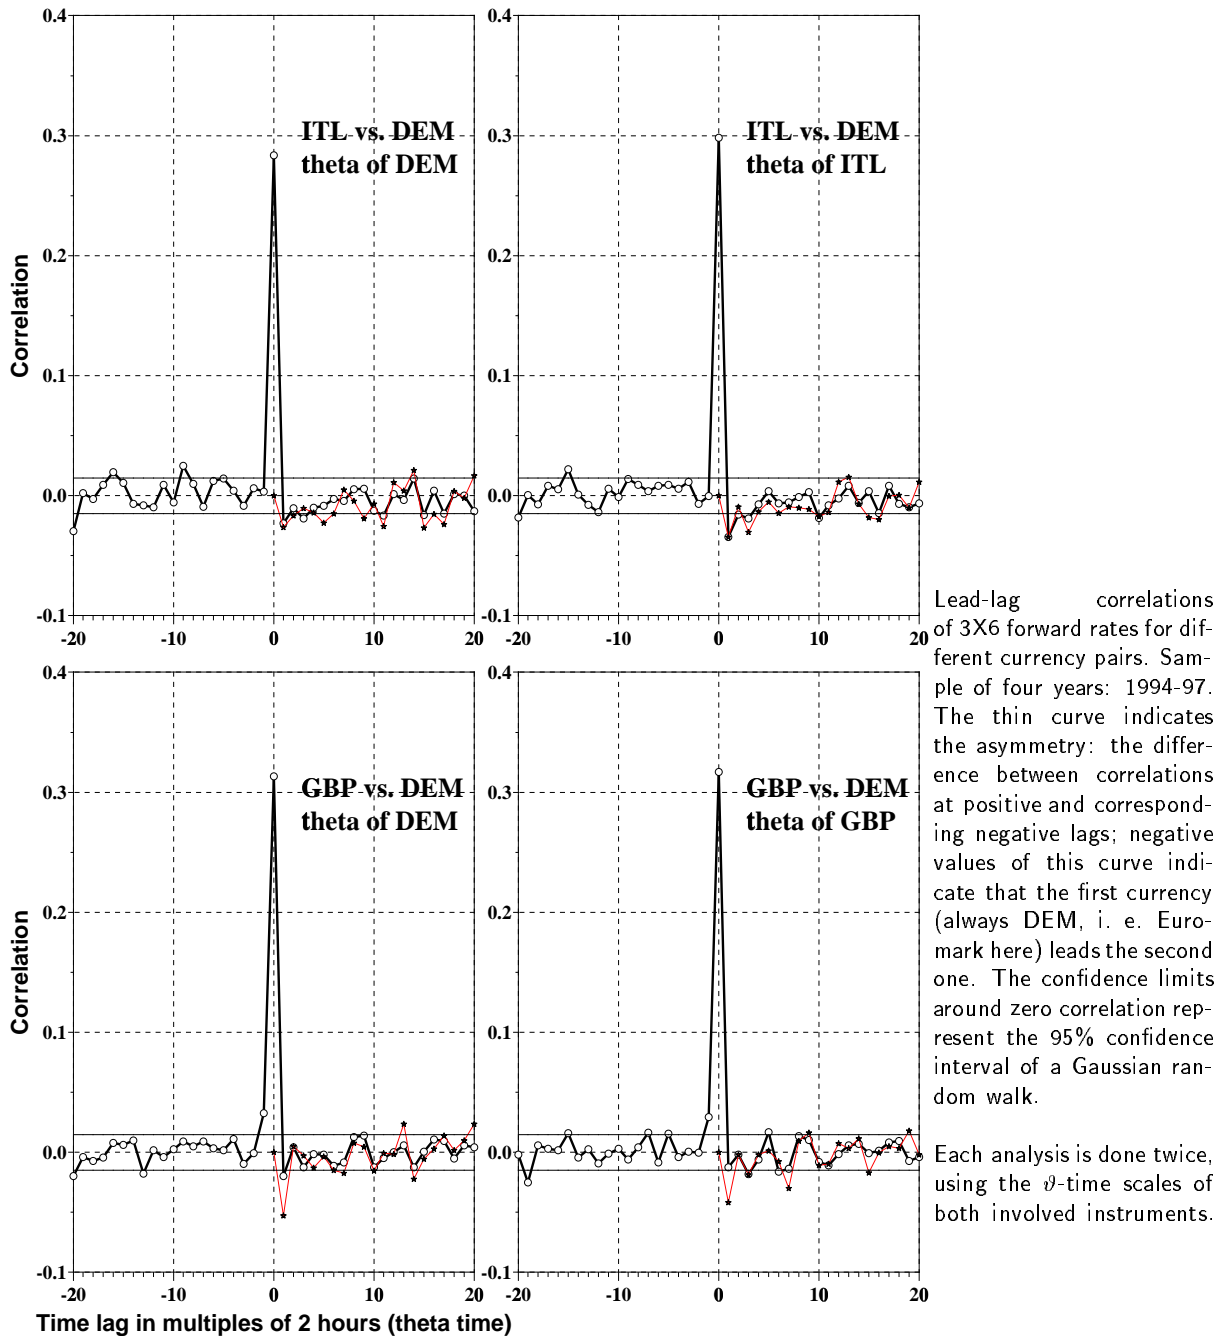 0.4
0.3
0.2
0.1
0.0
-0.1
Correlation
ITL vs. DEM
theta of DEM
-20
-10
0
10
20
0.4
0.3
0.2
0.1
0.0
-0.1
ITL vs. DEM
theta of ITL
-20
-10
0
10
20
0.4
0.3
0.2
0.1
0.0
-0.1
Correlation
GBP vs. DEM
theta of DEM
-20
-10
0
10
20
0.4
0.3
0.2
0.1
0.0
-0.1
GBP vs. DEM
theta of GBP
-20
-10
0
10
20
Time lag in multiples of 2 hours (theta time)
Lead-lag correlations
of 3X6 forward rates for dif-
ferent currency pairs. Sam-
ple of four years: 1994-97.
The thin curve indicates
the asymmetry: the differ-
ence between correlations
at positive and correspond-
ing negative lags; negative
values of this curve indi-
cate that the first currency
(always DEM, i. e. Euro-
mark here) leads the second
one. The confidence limits
around zero correlation rep-
resent the 95% confidence
interval of a Gaussian ran-
dom walk.
Each analysis is done twice,
using the ϑ-time scales of
both involved instruments.